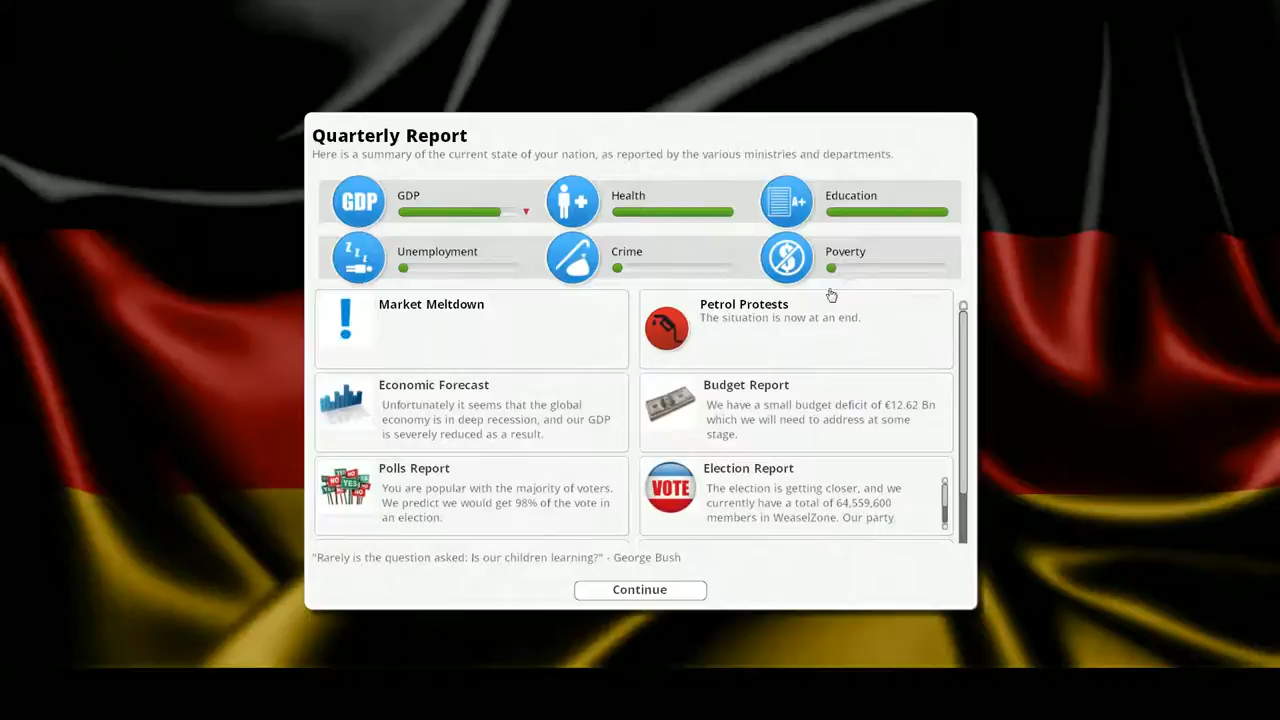 Quarterly Report
Here is a summary of the current state of your nation, as reported by the various ministries and departments.
GDP
GDP
Health
A+
Education
Z Z Z
Unemployment
Crime
Poverty
Market Meltdown
Petrol Protests
The situation is now at an end.
Economic Forecast
Unfortunately it seems that the global
economy is in deep recession, and our GDP
is severely reduced as a result.
Budget Report
We have a small budget deficit of €12.62 Bn
which we will need to address at some
stage.
Polls Report
You are popular with the majority of voters.
We predict we would get 98% of the vote in
an election.
VOTE
Election Report
The election is getting closer, and we
currently have a total of 64,559,600
members in WeaselZone. Our party
"Rarely is the question asked: Is our children learning?" - George Bush
Continue